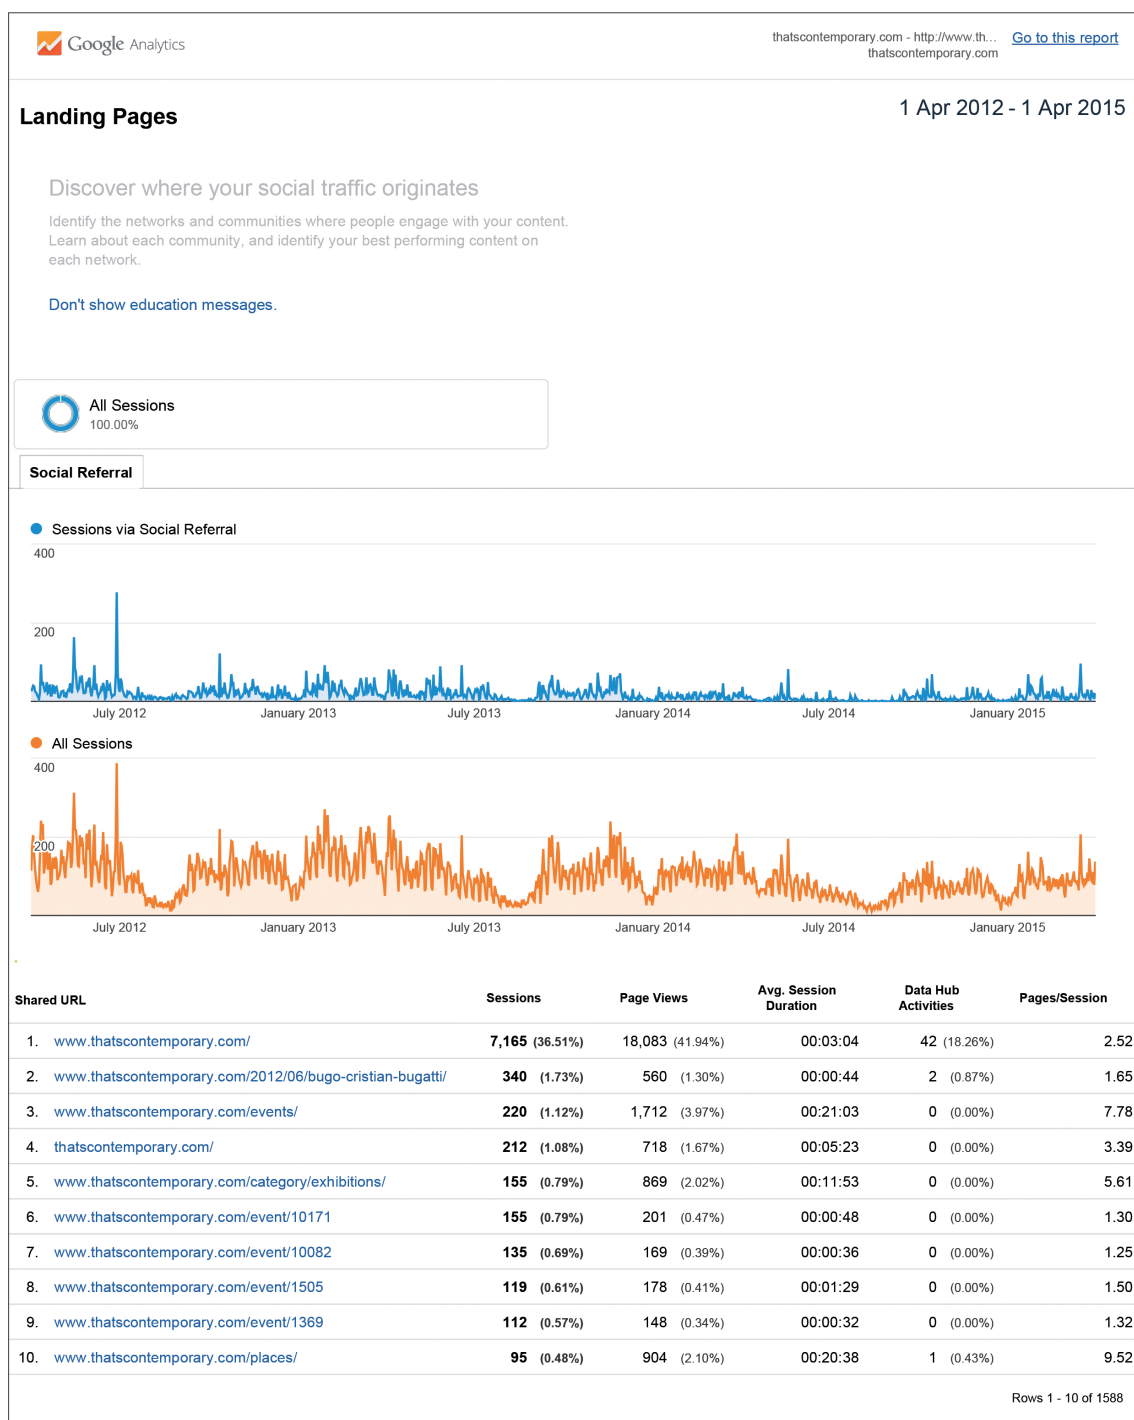 Google Analytics
thatscontemporary.com - http://www.th...
thatscontemporary.com
Go to this report
Landing Pages
1 Apr 2012 - 1 Apr 2015
Discover where your social traffic originates
Identify the networks and communities where people engage with your content.
Learn about each community, and identify your best performing content on
each network.
Don't show education messages.
All Sessions
100.00%
Social Referral
Sessions via Social Referral
400
200
July 2012 January 2013 July 2013 January 2014 July 2014 January 2015
All Sessions
400
200
July 2012 January 2013 July 2013 January 2014 July 2014 January 2015
Shared URL Sessions Page Views Avg. Session Duration Data Hub Activities Pages/Session
1. www.thatscontemporary.com/ 7,165 (36.51%) 18,083 (41.94%) 00:03:04 42 (18.26%) 2.52
2. www.thatscontemporary.com/2012/06/bugo-cristian-bugatti/ 340 (1.73%) 560 (1.30%) 00:00:44 2 (0.87%) 1.65
3. www.thatscontemporary.com/events/ 220 (1.12%) 1,712 (3.97%) 00:21:03 0 (0.00%) 7.78
4. thatscontemporary.com/ 212 (1.08%) 718 (1.67%) 00:05:23 0 (0.00%) 3.39
5. www.thatscontemporary.com/category/exhibitions/ 155 (0.79%) 869 (2.02%) 00:11:53 0 (0.00%) 5.61
6. www.thatscontemporary.com/event/10171 155 (0.79%) 201 (0.47%) 00:00:48 0 (0.00%) 1.30
7. www.thatscontemporary.com/event/10082 135 (0.69%) 169 (0.39%) 00:00:36 0 (0.00%) 1.25
8. www.thatscontemporary.com/event/1505 119 (0.61%) 178 (0.41%) 00:01:29 0 (0.00%) 1.50
9. www.thatscontemporary.com/event/1369 112 (0.57%) 148 (0.34%) 00:00:32 0 (0.00%) 1.32
10. www.thatscontemporary.com/places/ 95 (0.48%) 904 (2.10%) 00:20:38 1 (0.43%) 9.52
Rows 1 - 10 of 1588